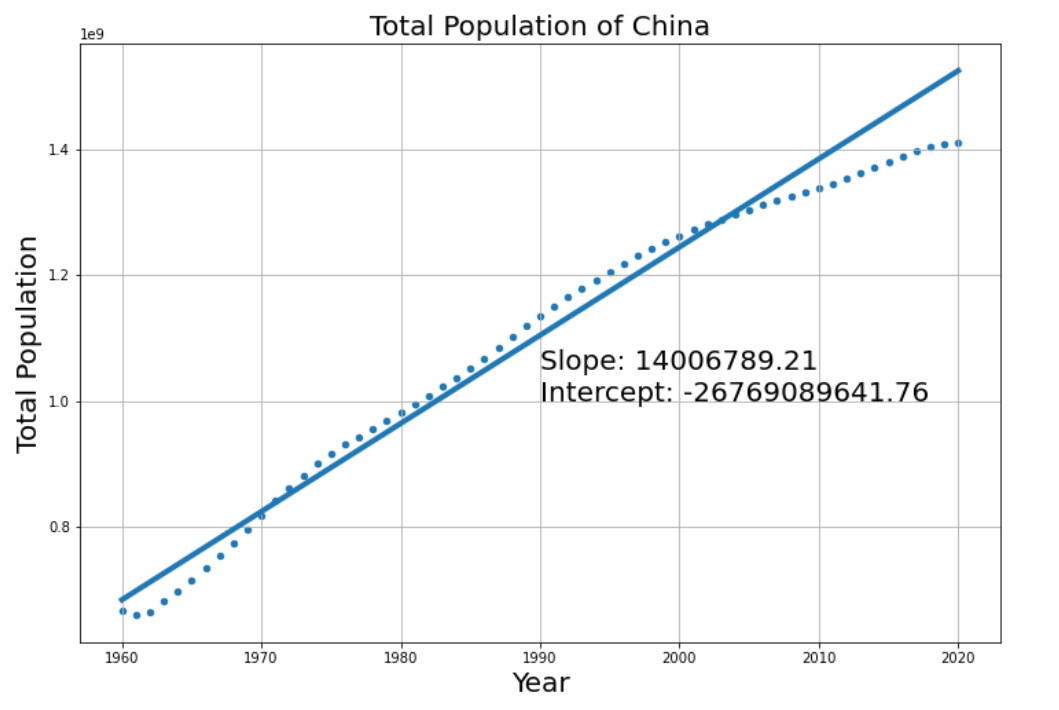 Total Population of China
1e9
1.4
1.2
1.0
0.8
Total Population
Slope: 14006789.21
Intercept: -26769089641.76
1960 1970 1980 1990 2000 2010 2020
Year